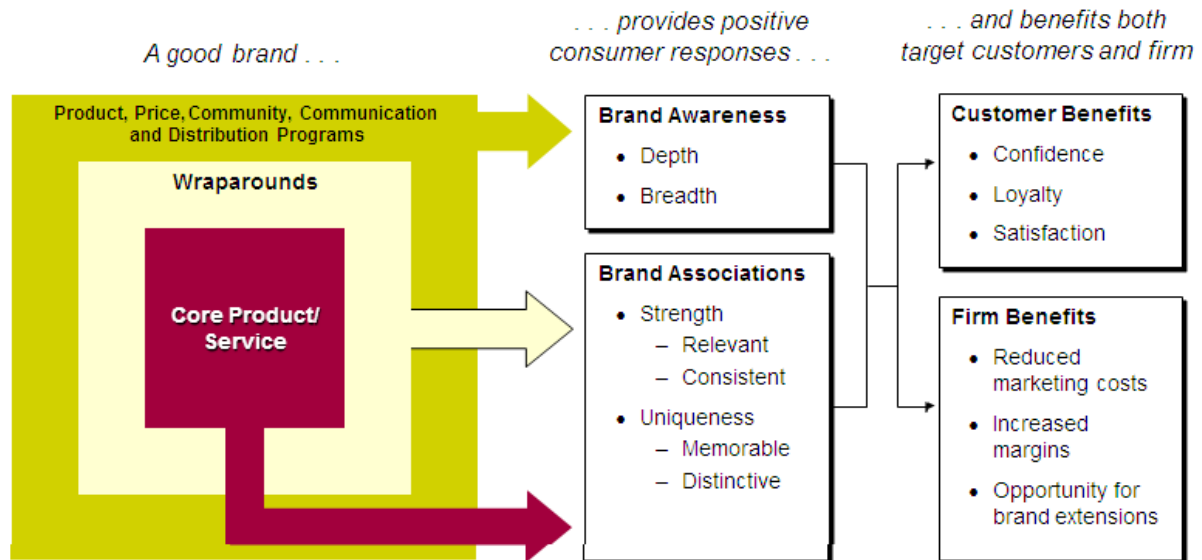 A good brand . . .
. . . provides positive
consumer responses . . .
. . . and benefits both
target customers and firm
Product, Price, Community, Communication
and Distribution Programs
Wraparounds
Core Product/
Service
Brand Awareness
• Depth
• Breadth
Brand Associations
• Strength
– Relevant
– Consistent
• Uniqueness
– Memorable
– Distinctive
Customer Benefits
• Confidence
• Loyalty
• Satisfaction
Firm Benefits
• Reduced
marketing costs
• Increased
margins
• Opportunity for
brand extensions